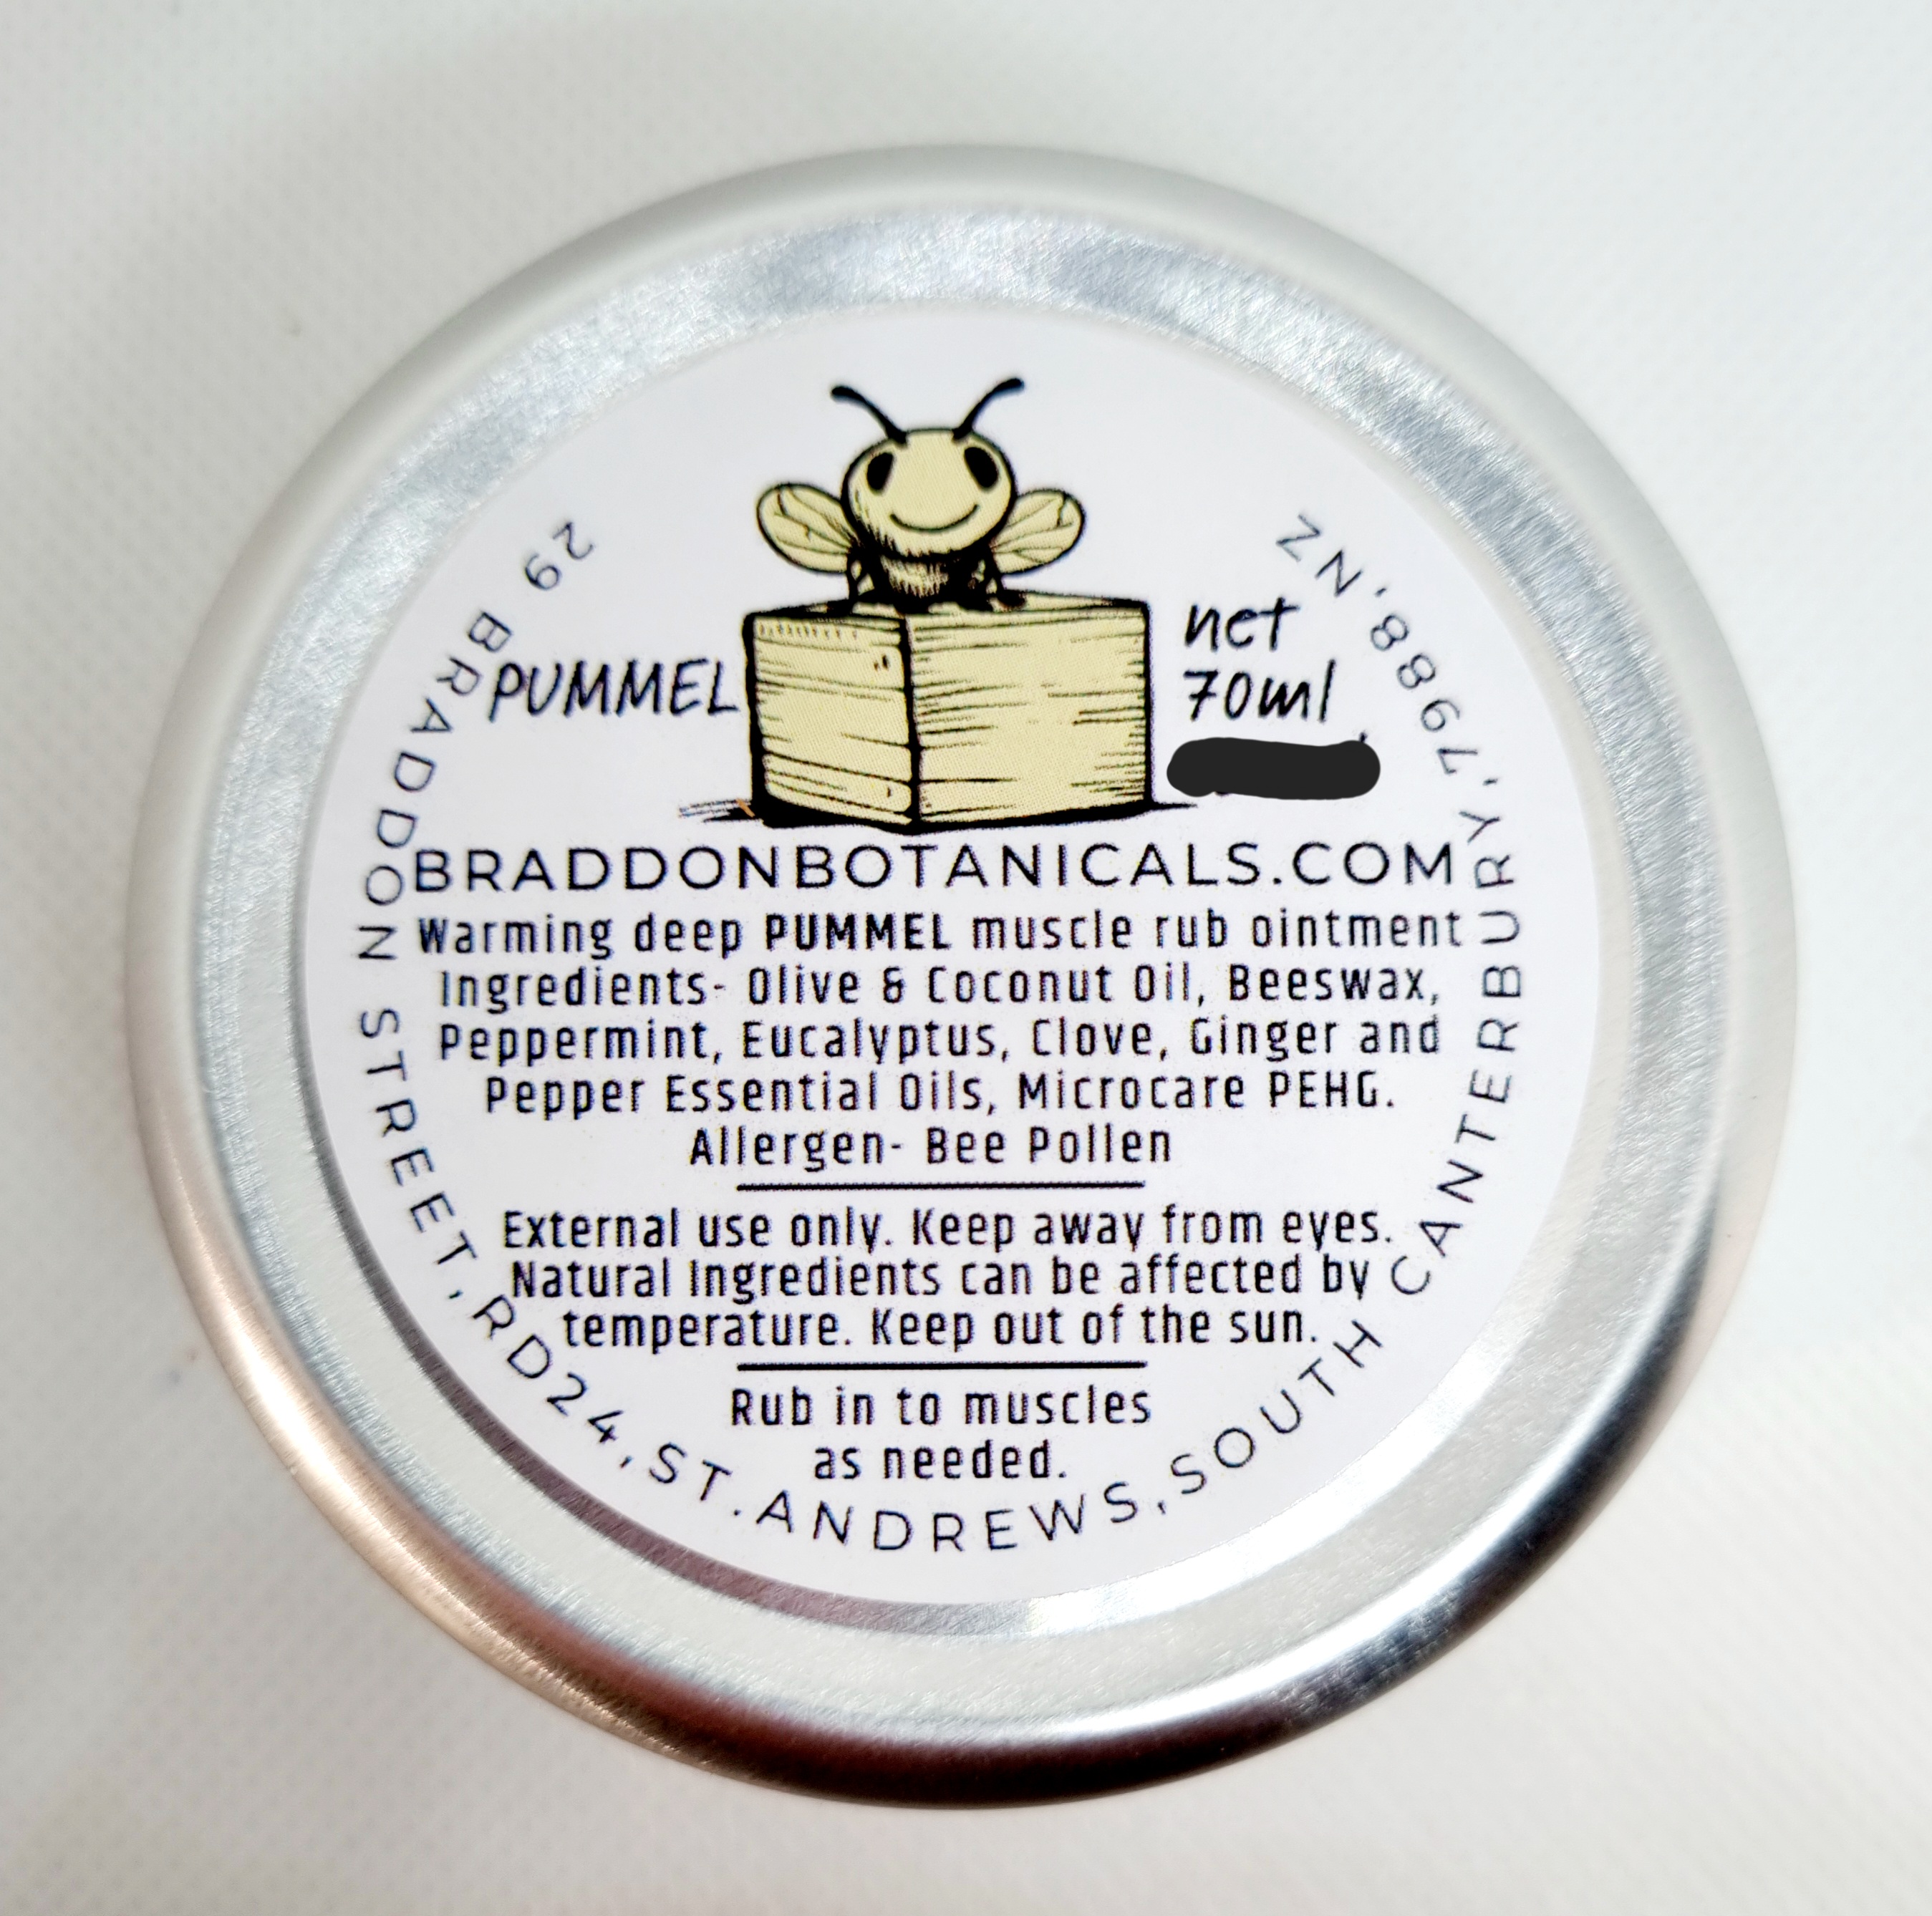 29 BRADDON STREET, RD24, ST. ANDREWS, SOUTH CANTERBURY, 7988, NZ
PUMMEL
net
70ml
BRADDONBOTANICALS.COM
Warming deep PUMMEL muscle rub ointment
Ingredients- Olive & Coconut Oil, Beeswax,
Peppermint, Eucalyptus, Clove, Ginger and
Pepper Essential Oils, Microcare PEHG.
Allergen- Bee Pollen
External use only. Keep away from eyes.
Natural Ingredients can be affected by
temperature. Keep out of the sun.
Rub in to muscles
as needed.